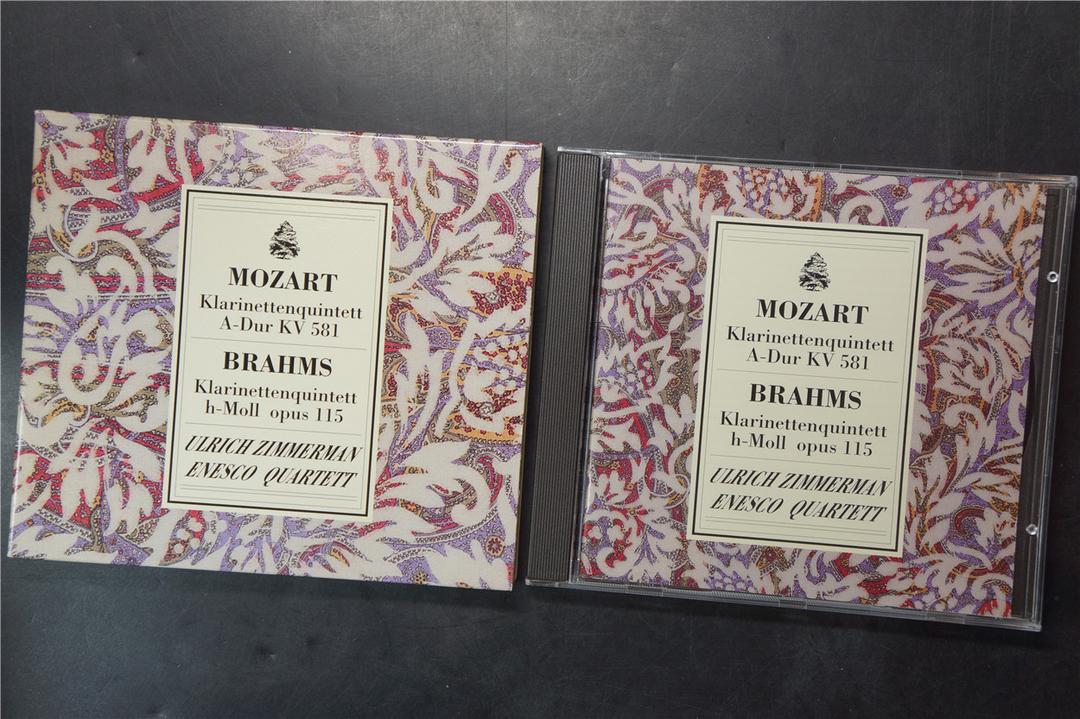 MOZART
Klarinettenquintett
A-Dur KV 581
BRAHMS
Klarinettenquintett
h-Moll opus 115
ULRICH ZIMMERMAN
ENESCO QUARTETT
MOZART
Klarinettenquintett
A-Dur KV 581
BRAHMS
Klarinettenquintett
h-Moll opus 115
ULRICH ZIMMERMAN
ENESCO QUARTETT